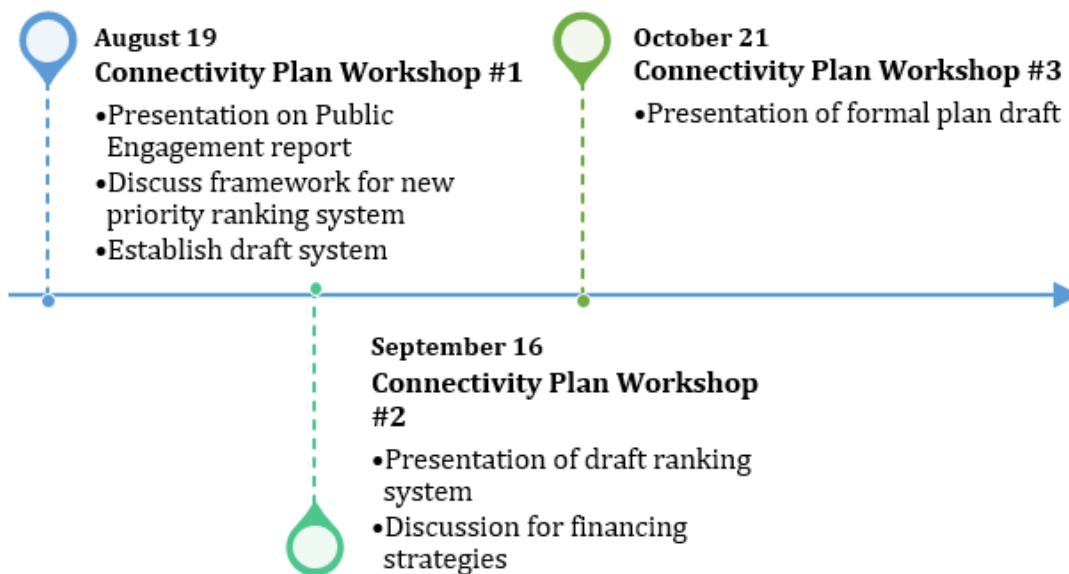 August 19
Connectivity Plan Workshop #1
•Presentation on Public
Engagement report
•Discuss framework for new
priority ranking system
•Establish draft system
September 16
Connectivity Plan Workshop
#2
•Presentation of draft ranking
system
•Discussion for financing
strategies
October 21
Connectivity Plan Workshop #3
•Presentation of formal plan draft